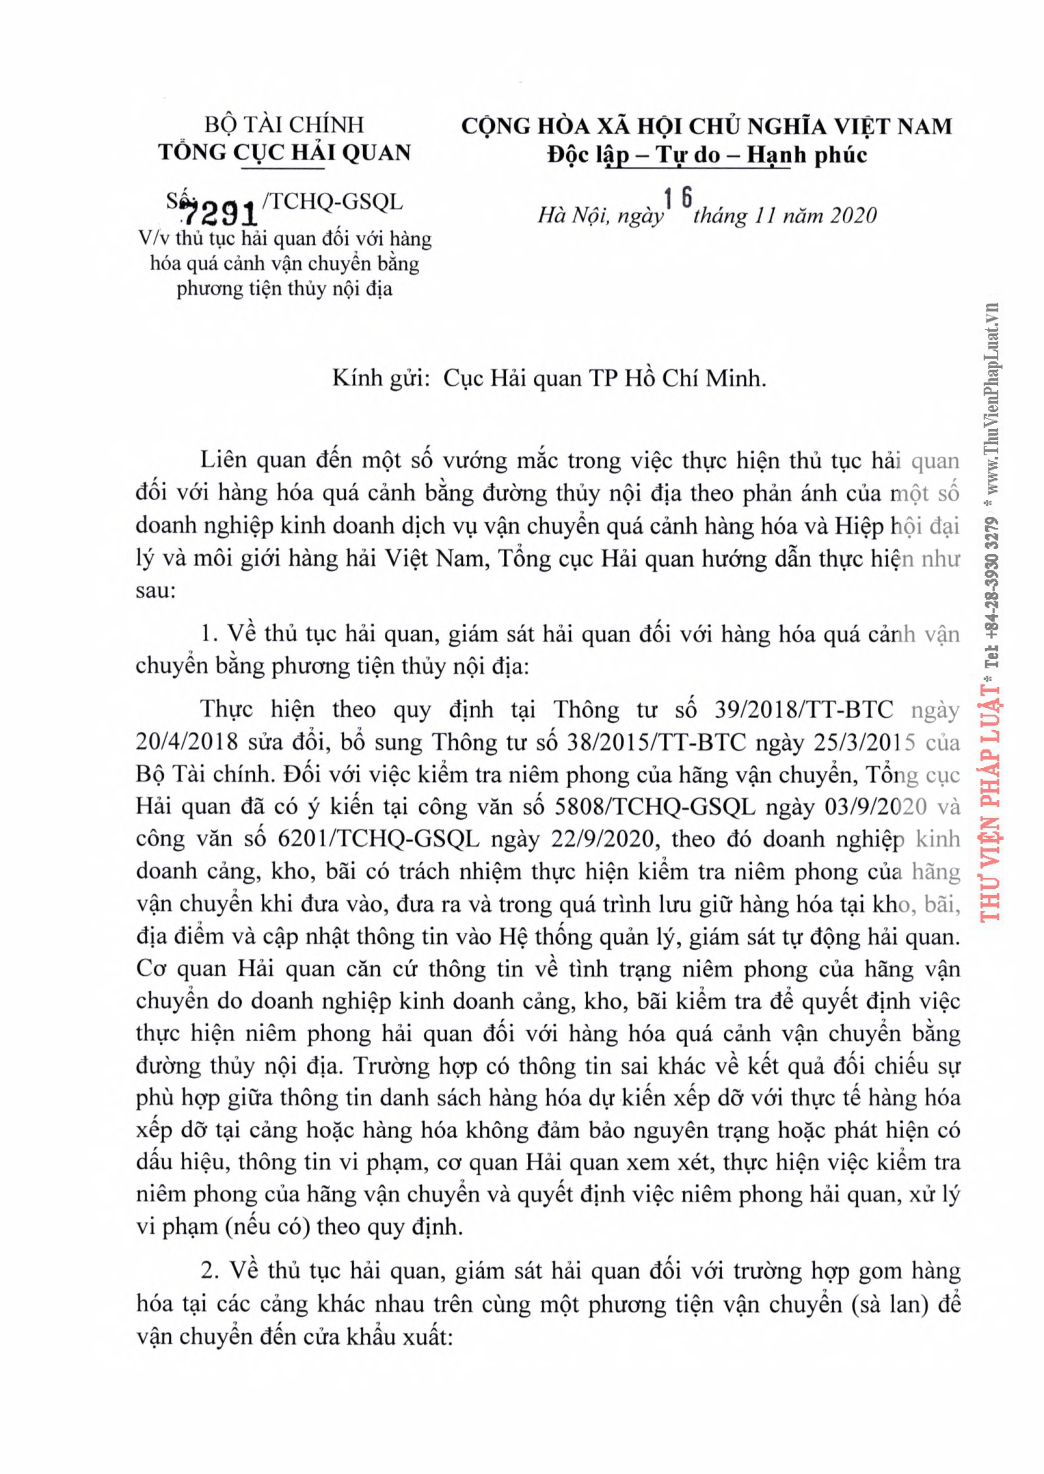 BỘ TÀI CHÍNH
TỔNG CỤC HẢI QUAN
CỘNG HÒA XÃ HỘI CHỦ NGHĨA VIỆT NAM
Độc lập – Tự do – Hạnh phúc
Số: 7291 /TCHQ-GSQL
V/v thủ tục hải quan đối với hàng
hóa quá cảnh vận chuyển bằng
phương tiện thủy nội địa
Hà Nội, ngày 16 tháng 11 năm 2020
Kính gửi: Cục Hải quan TP Hồ Chí Minh.
Liên quan đến một số vướng mắc trong việc thực hiện thủ tục hải quan
đối với hàng hóa quá cảnh bằng đường thủy nội địa theo phản ánh của một số
doanh nghiệp kinh doanh dịch vụ vận chuyển quá cảnh hàng hóa và Hiệp hội đại
lý và môi giới hàng hải Việt Nam, Tổng cục Hải quan hướng dẫn thực hiện như
sau:
1. Về thủ tục hải quan, giám sát hải quan đối với hàng hóa quá cảnh vận
chuyển bằng phương tiện thủy nội địa:
Thực hiện theo quy định tại Thông tư số 39/2018/TT-BTC ngày
20/4/2018 sửa đổi, bổ sung Thông tư số 38/2015/TT-BTC ngày 25/3/2015 của
Bộ Tài chính. Đối với việc kiểm tra niêm phong của hãng vận chuyển, Tổng cục
Hải quan đã có ý kiến tại công văn số 5808/TCHQ-GSQL ngày 03/9/2020 và
công văn số 6201/TCHQ-GSQL ngày 22/9/2020, theo đó doanh nghiệp kinh
doanh cảng, kho, bãi có trách nhiệm thực hiện kiểm tra niêm phong của hãng
vận chuyển khi đưa vào, đưa ra và trong quá trình lưu giữ hàng hóa tại kho, bãi,
địa điểm và cập nhật thông tin vào Hệ thống quản lý, giám sát tự động hải quan.
Cơ quan Hải quan căn cứ thông tin về tình trạng niêm phong của hãng vận
chuyển do doanh nghiệp kinh doanh cảng, kho, bãi kiểm tra để quyết định việc
thực hiện niêm phong hải quan đối với hàng hóa quá cảnh vận chuyển bằng
đường thủy nội địa. Trường hợp có thông tin sai khác về kết quả đối chiếu sự
phù hợp giữa thông tin danh sách hàng hóa dự kiến xếp dỡ với thực tế hàng hóa
xếp dỡ tại cảng hoặc hàng hóa không đảm bảo nguyên trạng hoặc phát hiện có
dấu hiệu, thông tin vi phạm, cơ quan Hải quan xem xét, thực hiện việc kiểm tra
niêm phong của hãng vận chuyển và quyết định việc niêm phong hải quan, xử lý
vi phạm (nếu có) theo quy định.
2. Về thủ tục hải quan, giám sát hải quan đối với trường hợp gom hàng
hóa tại các cảng khác nhau trên cùng một phương tiện vận chuyển (sà lan) để
vận chuyển đến cửa khẩu xuất:
THƯ VIỆN PHÁP LUẬT * Tel: +84-28-3930 3279 * www.ThuVienPhapLuat.vn